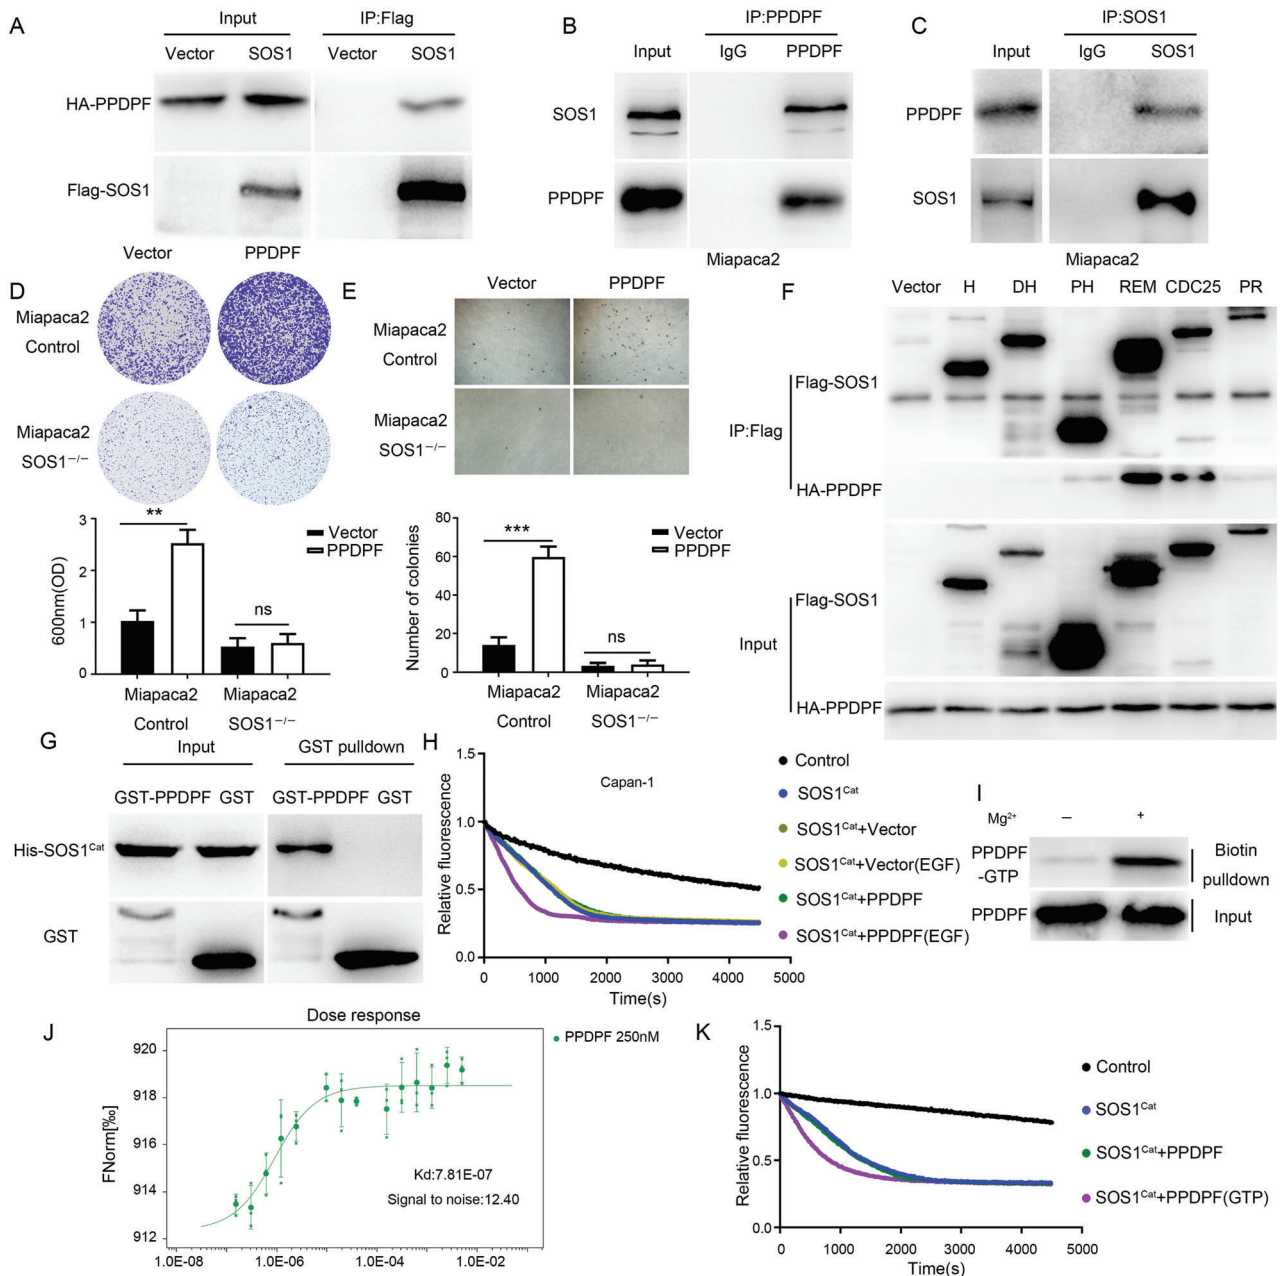 A
Input
IP:Flag
Vector
SOS1
Vector
SOS1
HA-PPDPF
Flag-SOS1
B
IP:PPDPF
Input
IgG
PPDPF
SOS1
PPDPF
Miapaca2
C
IP:SOS1
Input
IgG
SOS1
PPDPF
SOS1
Miapaca2
D
Vector
PPDPF
Miapaca2
Control
Miapaca2
SOS1⁻/⁻
600nm(OD)
3
2
1
0
**
ns
Vector
PPDPF
Miapaca2
Control
Miapaca2
SOS1⁻/⁻
E
Vector
PPDPF
Miapaca2
Control
Miapaca2
SOS1⁻/⁻
Number of colonies
80
60
40
20
0
***
ns
Vector
PPDPF
Miapaca2
Control
Miapaca2
SOS1⁻/⁻
F
Vector
H
DH
PH
REM
CDC25
PR
Flag-SOS1
IP:Flag
HA-PPDPF
Flag-SOS1
Input
HA-PPDPF
G
Input
GST pulldown
GST-PPDPF
GST
GST-PPDPF
GST
His-SOS1ᶜᵃᵗ
GST
H
Capan-1
Relative fluorescence
1.5
1.0
0.5
0.0
0
1000
2000
3000
4000
5000
Time(s)
Control
SOS1ᶜᵃᵗ
SOS1ᶜᵃᵗ+Vector
SOS1ᶜᵃᵗ+Vector(EGF)
SOS1ᶜᵃᵗ+PPDPF
SOS1ᶜᵃᵗ+PPDPF(EGF)
I
Mg²⁺
–
+
PPDPF
-GTP
Biotin
pulldown
PPDPF
Input
J
Dose response
PPDPF 250nM
FNorm[‰]
920
918
916
914
912
Kd:7.81E-07
Signal to noise:12.40
1.0E-08
1.0E-06
1.0E-04
1.0E-02
K
Relative fluorescence
1.5
1.0
0.5
0.0
0
1000
2000
3000
4000
5000
Time(s)
Control
SOS1ᶜᵃᵗ
SOS1ᶜᵃᵗ+PPDPF
SOS1ᶜᵃᵗ+PPDPF(GTP)